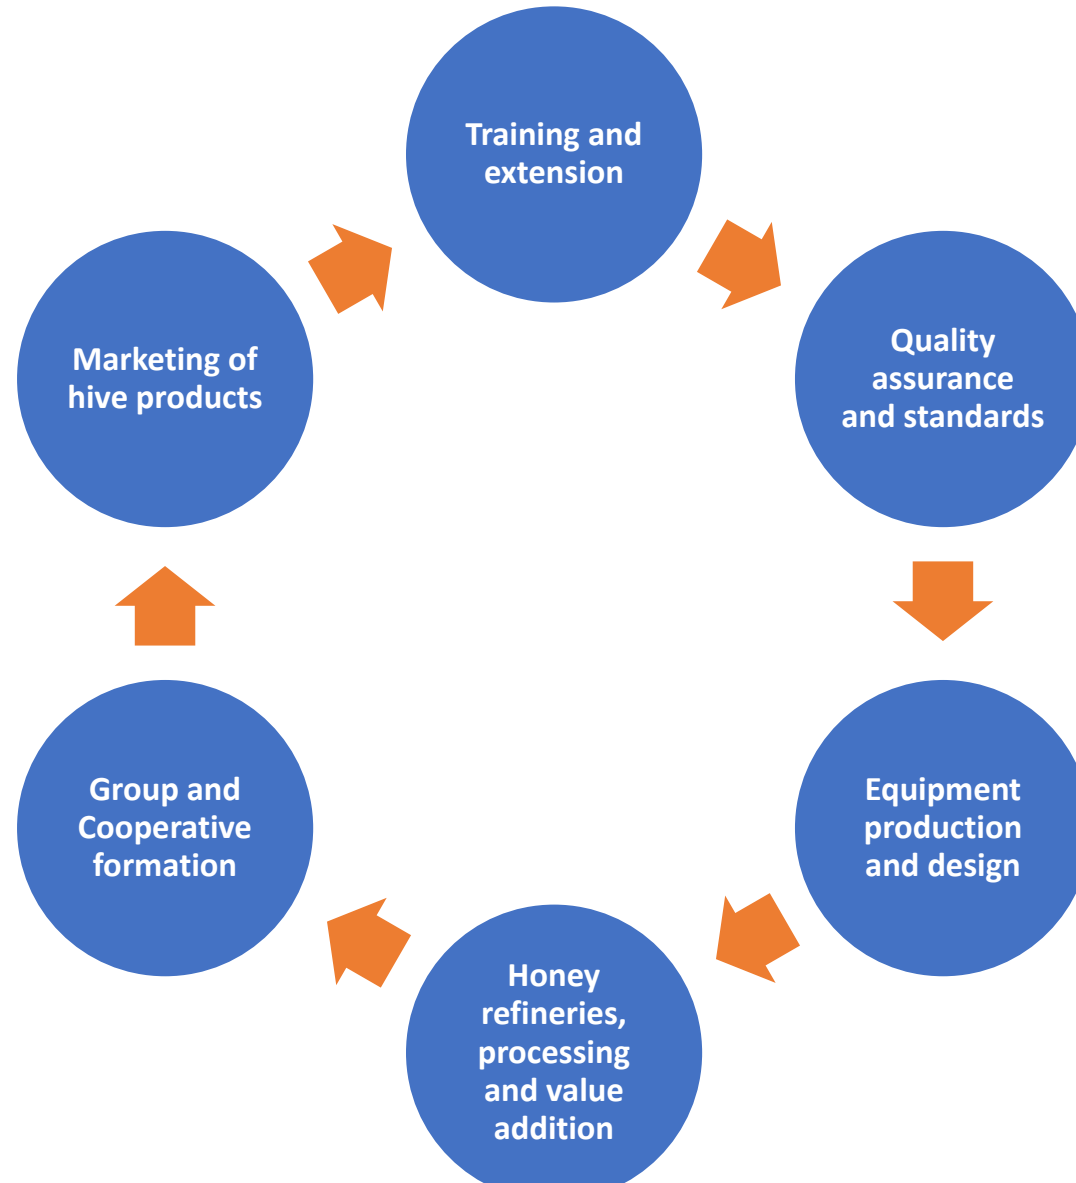 Training and
extension
Quality
assurance
and standards
Equipment
production
and design
Honey
refineries,
processing
and value
addition
Group and
Cooperative
formation
Marketing of
hive products